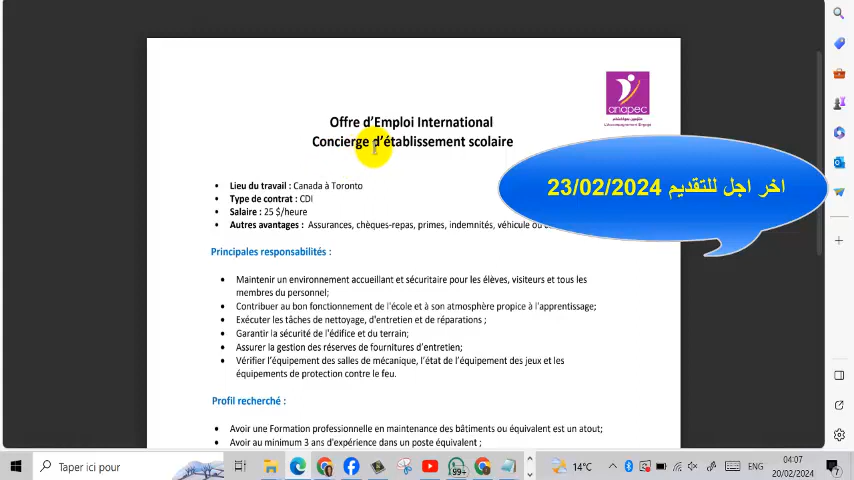 anapec
Offre d'Emploi International
Concierge d'établissement scolaire
اخر اجل للتقديم 23/02/2024
• Lieu du travail : Canada à Toronto
• Type de contrat : CDI
• Salaire : 25 $/heure
• Autres avantages : Assurances, chèques-repas, primes, indemnités, véhicule ou
Principales responsabilités :
• Maintenir un environnement accueillant et sécuritaire pour les élèves, visiteurs et tous les
membres du personnel;
• Contribuer au bon fonctionnement de l'école et à son atmosphère propice à l'apprentissage;
• Exécuter les tâches de nettoyage, d'entretien et de réparations ;
• Garantir la sécurité de l'édifice et du terrain;
• Assurer la gestion des réserves de fournitures d'entretien;
• Vérifier l'équipement des salles de mécanique, l'état de l'équipement des jeux et les
équipements de protection contre le feu.
Profil recherché :
• Avoir une Formation professionnelle en maintenance des bâtiments ou équivalent est un atout;
• Avoir au minimum 3 ans d'expérience dans un poste équivalent ;
Taper ici pour
99+
14°C
ENG
04:07
20/02/2024
7